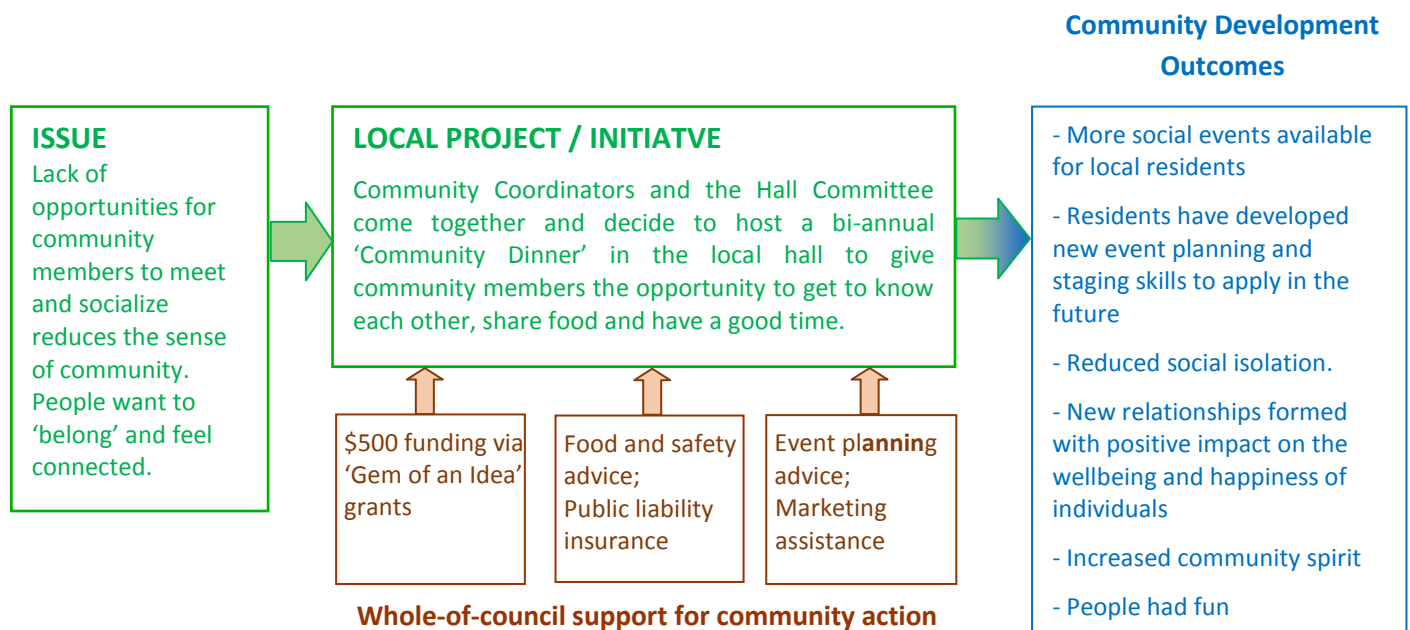 Community Development
Outcomes
ISSUE
Lack of
opportunities for
community
members to meet
and socialize
reduces the sense
of community.
People want to
‘belong’ and feel
connected.
LOCAL PROJECT / INITIATVE
Community Coordinators and the Hall Committee
come together and decide to host a bi-annual
‘Community Dinner’ in the local hall to give
community members the opportunity to get to know
each other, share food and have a good time.
$500 funding via
‘Gem of an Idea’
grants
Food and safety
advice;
Public liability
insurance
Event planning
advice;
Marketing
assistance
Whole-of-council support for community action
- More social events available
for local residents
- Residents have developed
new event planning and
staging skills to apply in the
future
- Reduced social isolation.
- New relationships formed
with positive impact on the
wellbeing and happiness of
individuals
- Increased community spirit
- People had fun